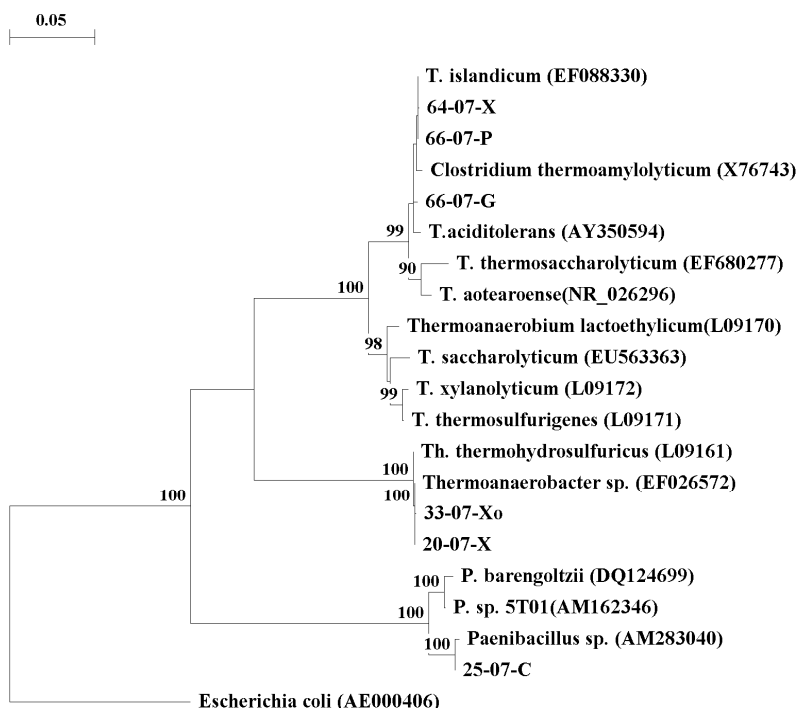 0.05
T. islandicum (EF088330)
64-07-X
66-07-P
Clostridium thermoamylolyticum (X76743)
66-07-G
99
T.aciditolerans (AY350594)
90
T. thermosaccharolyticum (EF680277)
100
T. aotearoense(NR_026296)
Thermoanaerobium lactoethylicum(L09170)
98
T. saccharolyticum (EU563363)
99
T. xylanolyticum (L09172)
T. thermosulfurigenes (L09171)
Th. thermohydrosulfuricus (L09161)
100
Thermoanaerobacter sp. (EF026572)
100
100
33-07-Xo
20-07-X
100
P. barengoltzii (DQ124699)
100
P. sp. 5T01(AM162346)
Paenibacillus sp. (AM283040)
100
25-07-C
Escherichia coli (AE000406)